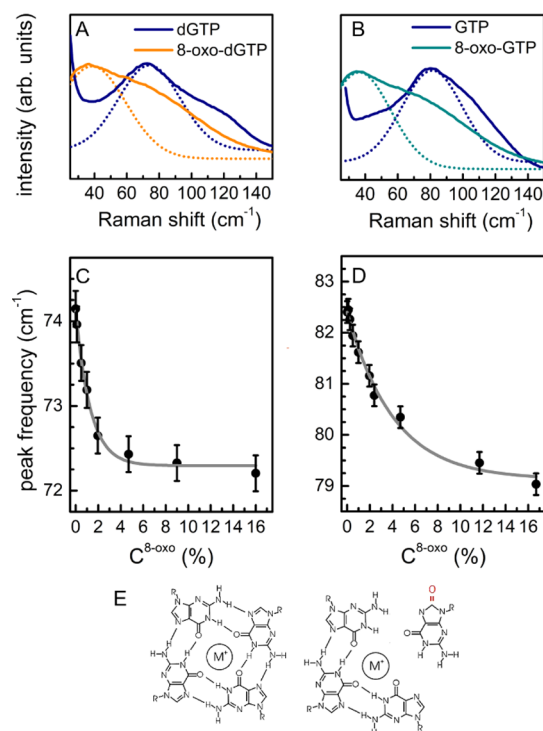 A
dGTP
8-oxo-dGTP
B
GTP
8-oxo-GTP
intensity (arb. units)
40 60 80 100 120 140
Raman shift (cm⁻¹)
40 60 80 100 120 140
Raman shift (cm⁻¹)
C
peak frequency (cm⁻¹)
74
73
72
0 2 4 6 8 10 12 14 16
C⁸⁻ᵒˣᵒ (%)
D
83
82
81
80
79
0 2 4 6 8 10 12 14 16
C⁸⁻ᵒˣᵒ (%)
E
M⁺
M⁺